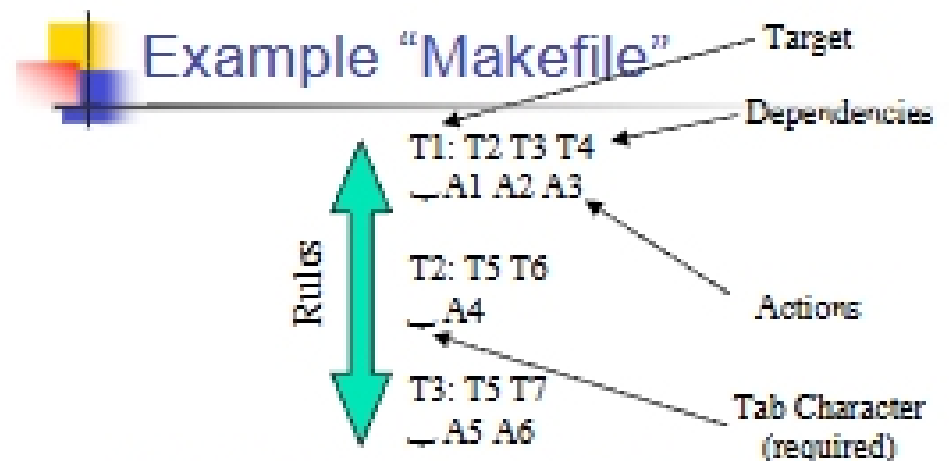 Example “Makefile”
Target
Dependencies
T1: T2 T3 T4
A1 A2 A3
Rules
T2: T5 T6
A4
Actions
T3: T5 T7
A5 A6
Tab Character
(required)